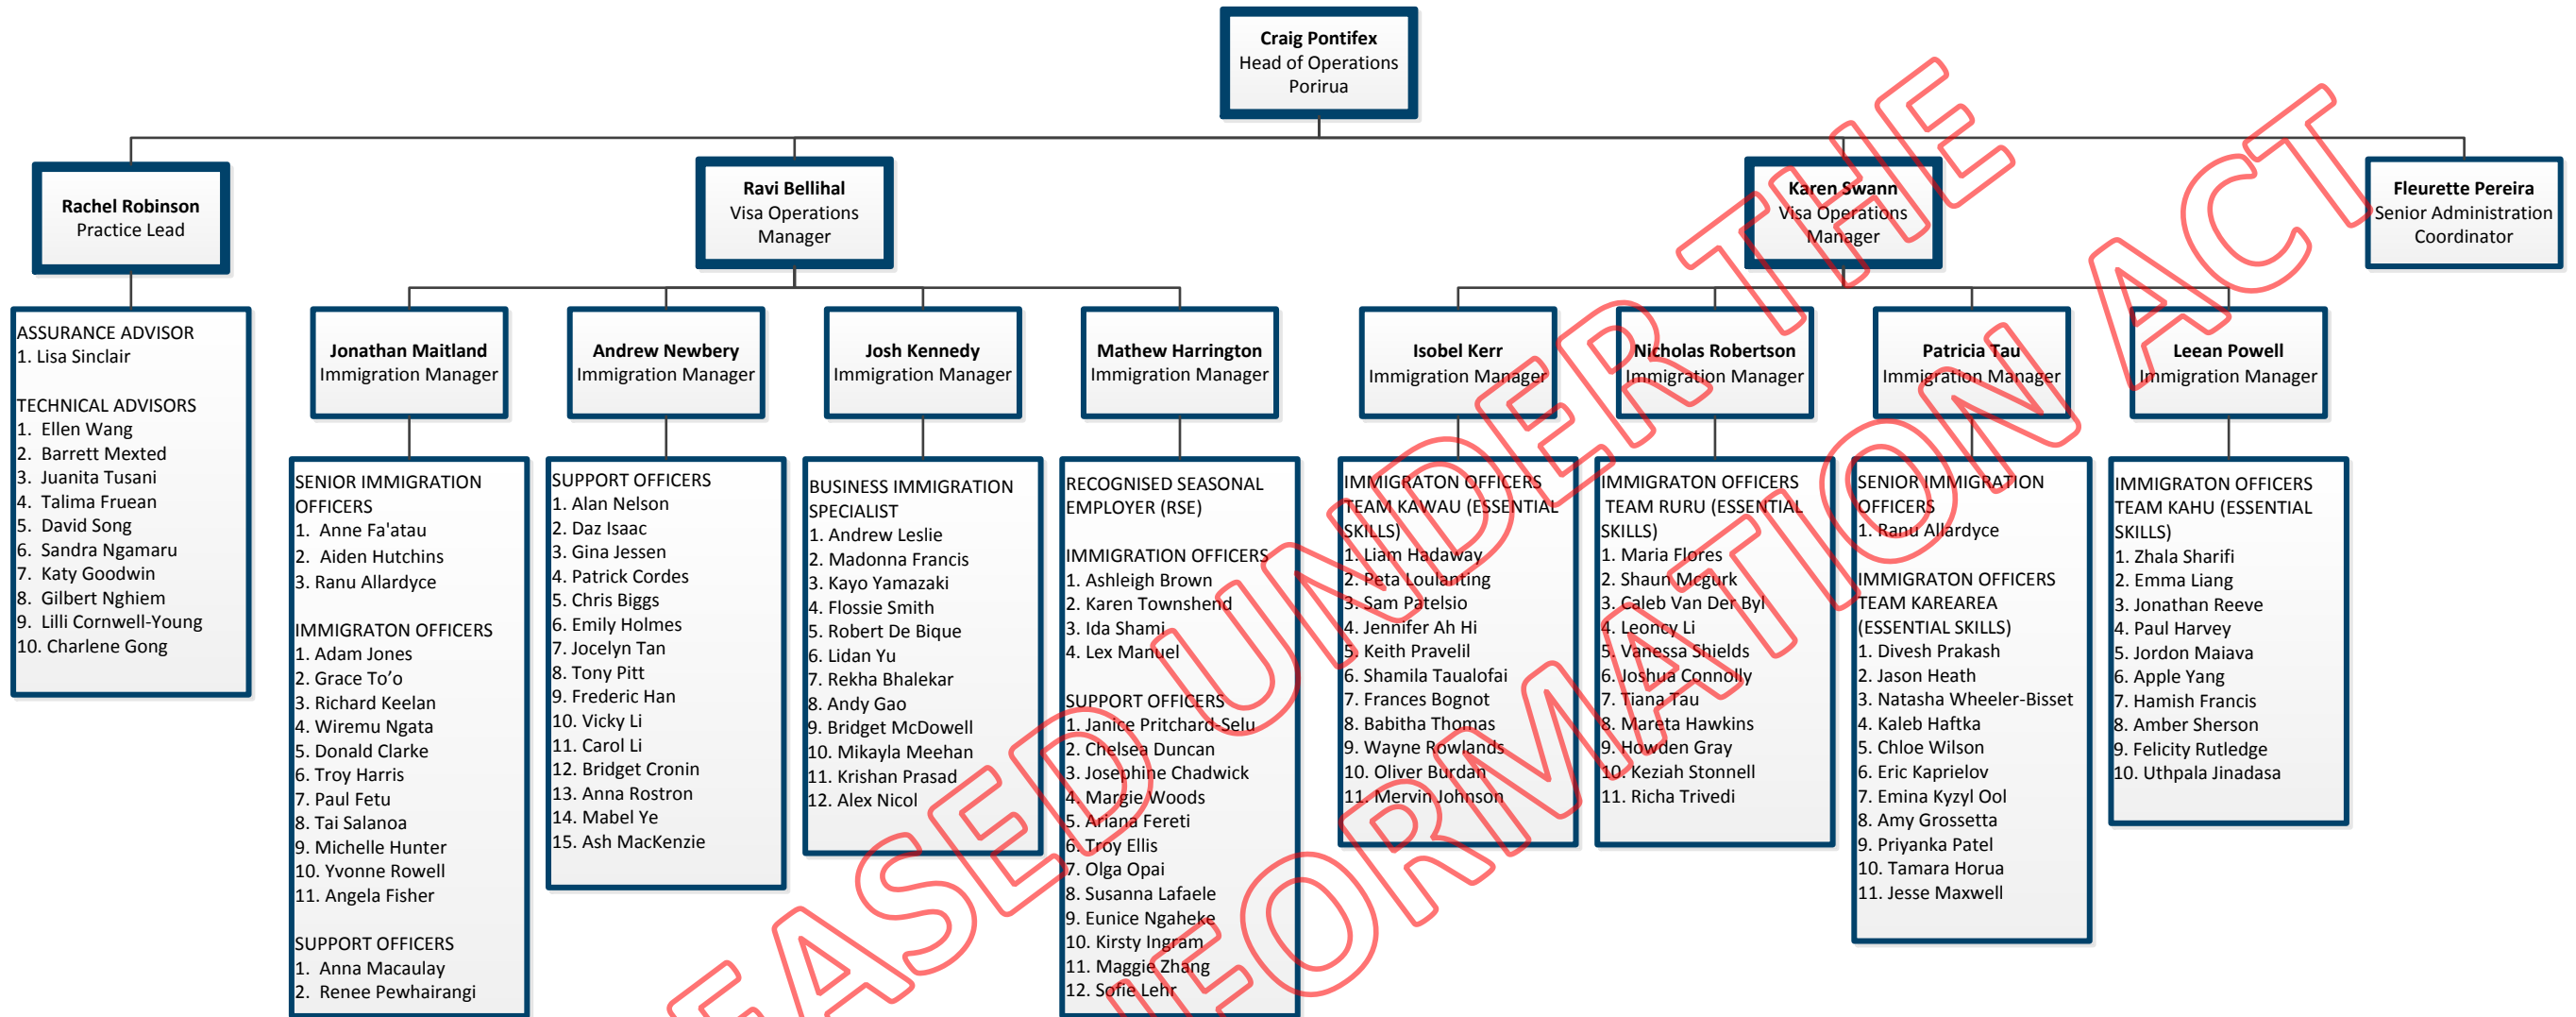 Craig Pontifex
Head of Operations
Porirua
Rachel Robinson
Practice Lead
Ravi Bellihal
Visa Operations
Manager
Karen Swann
Visa Operations
Manager
Fleurette Pereira
Senior Administration
Coordinator
ASSURANCE ADVISOR
1. Lisa Sinclair
TECHNICAL ADVISORS
1. Ellen Wang
2. Barrett Mexted
3. Juanita Tusani
4. Talima Fruean
5. David Song
6. Sandra Ngamaru
7. Katy Goodwin
8. Gilbert Nghiem
9. Lilli Cornwell-Young
10. Charlene Gong
Jonathan Maitland
Immigration Manager
Andrew Newbery
Immigration Manager
Josh Kennedy
Immigration Manager
Mathew Harrington
Immigration Manager
Isobel Kerr
Immigration Manager
Nicholas Robertson
Immigration Manager
Patricia Tau
Immigration Manager
Leean Powell
Immigration Manager
SENIOR IMMIGRATION
OFFICERS
1. Anne Fa'atau
2. Aiden Hutchins
3. Ranu Allardyce
IMMIGRATON OFFICERS
1. Adam Jones
2. Grace To’o
3. Richard Keelan
4. Wiremu Ngata
5. Donald Clarke
6. Troy Harris
7. Paul Fetu
8. Tai Salanoa
9. Michelle Hunter
10. Yvonne Rowell
11. Angela Fisher
SUPPORT OFFICERS
1. Anna Macaulay
2. Renee Pewhairangi
SUPPORT OFFICERS
1. Alan Nelson
2. Daz Isaac
3. Gina Jessen
4. Patrick Cordes
5. Chris Biggs
6. Emily Holmes
7. Jocelyn Tan
8. Tony Pitt
9. Frederic Han
10. Vicky Li
11. Carol Li
12. Bridget Cronin
13. Anna Rostron
14. Mabel Ye
15. Ash MacKenzie
BUSINESS IMMIGRATION
SPECIALIST
1. Andrew Leslie
2. Madonna Francis
3. Kayo Yamazaki
4. Flossie Smith
5. Robert De Bique
6. Lidan Yu
7. Rekha Bhalekar
8. Andy Gao
9. Bridget McDowell
10. Mikayla Meehan
11. Krishan Prasad
12. Alex Nicol
RECOGNISED SEASONAL
EMPLOYER (RSE)
IMMIGRATION OFFICERS
1. Ashleigh Brown
2. Karen Townshend
3. Ida Shami
4. Lex Manuel
SUPPORT OFFICERS
1. Janice Pritchard-Selu
2. Chelsea Duncan
3. Josephine Chadwick
4. Margie Woods
5. Ariana Fereti
6. Troy Ellis
7. Olga Opai
8. Susanna Lafaele
9. Eunice Ngaheke
10. Kirsty Ingram
11. Maggie Zhang
12. Sofie Lehr
IMMIGRATON OFFICERS
TEAM KAWAU (ESSENTIAL
SKILLS)
1. Liam Hadaway
2. Peta Loulanting
3. Sam Patelsio
4. Jennifer Ah Hi
5. Keith Pravelil
6. Shamila Taualofai
7. Frances Bognot
8. Babitha Thomas
9. Wayne Rowlands
10. Oliver Burdan
11. Mervin Johnson
IMMIGRATON OFFICERS
TEAM RURU (ESSENTIAL
SKILLS)
1. Maria Flores
2. Shaun Mcgurk
3. Caleb Van Der Byl
4. Leoncy Li
5. Vanessa Shields
6. Joshua Connolly
7. Tiana Tau
8. Mareta Hawkins
9. Howden Gray
10. Keziah Stonnell
11. Richa Trivedi
SENIOR IMMIGRATION
OFFICERS
1. Ranu Allardyce
IMMIGRATON OFFICERS
TEAM KAREAREA
(ESSENTIAL SKILLS)
1. Divesh Prakash
2. Jason Heath
3. Natasha Wheeler-Bisset
4. Kaleb Haftka
5. Chloe Wilson
6. Eric Kaprielov
7. Emina Kyzyl Ool
8. Amy Grossetta
9. Priyanka Patel
10. Tamara Horua
11. Jesse Maxwell
IMMIGRATON OFFICERS
TEAM KAHU (ESSENTIAL
SKILLS)
1. Zhala Sharifi
2. Emma Liang
3. Jonathan Reeve
4. Paul Harvey
5. Jordon Maiava
6. Apple Yang
7. Hamish Francis
8. Amber Sherson
9. Felicity Rutledge
10. Uthpala Jinadasa
EASED UNDER THE
FORMATION ACT